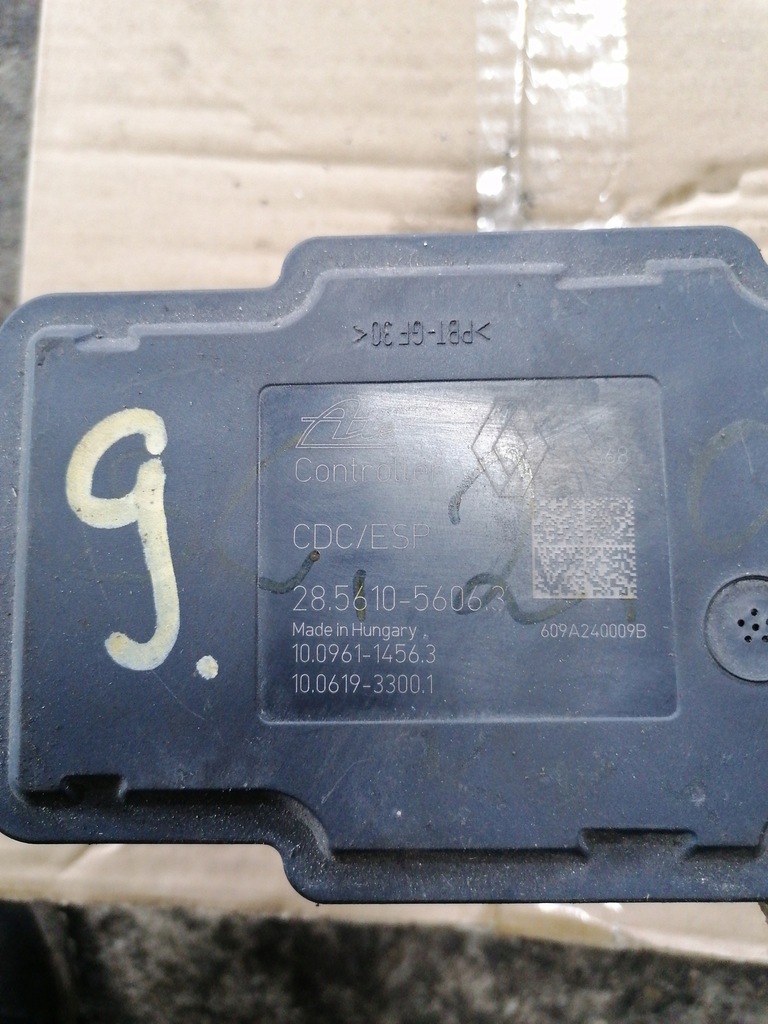 >PBT-GF30<
Ate
Controller
CDC/ESP
28.5610-5606.3
Made in Hungary
609A240009B
10.0961-1456.3
10.0619-3300.1
g.